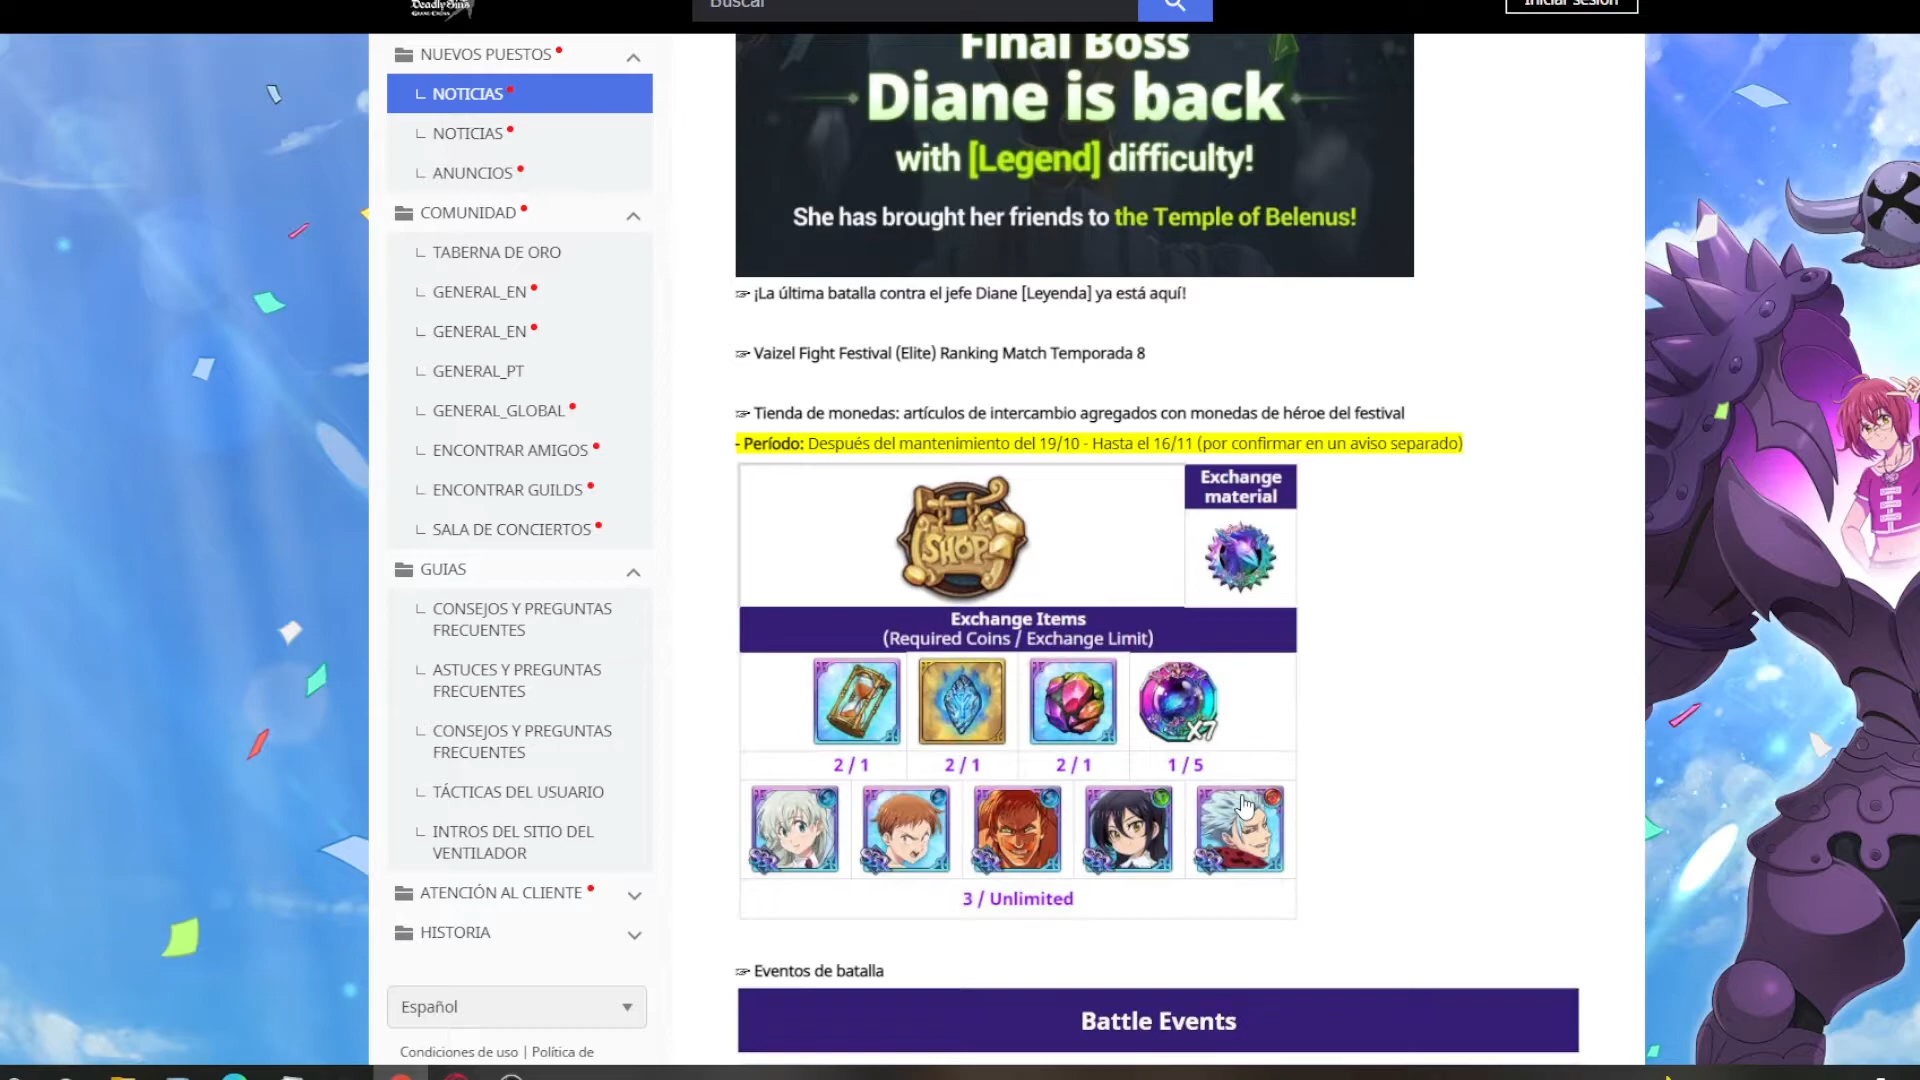 Deadly Sins
GRAND CROSS
Buscar
Iniciar sesión
NUEVOS PUESTOS
NOTICIAS
NOTICIAS
ANUNCIOS
COMUNIDAD
TABERNA DE ORO
GENERAL_EN
GENERAL_EN
GENERAL_PT
GENERAL_GLOBAL
ENCONTRAR AMIGOS
ENCONTRAR GUILDS
SALA DE CONCIERTOS
GUIAS
CONSEJOS Y PREGUNTAS
FRECUENTES
ASTUCES Y PREGUNTAS
FRECUENTES
CONSEJOS Y PREGUNTAS
FRECUENTES
TÁCTICAS DEL USUARIO
INTROS DEL SITIO DEL
VENTILADOR
ATENCIÓN AL CLIENTE
HISTORIA
Español
Condiciones de uso | Política de
Final Boss
Diane is back
with [Legend] difficulty!
She has brought her friends to the Temple of Belenus!
☞ ¡La última batalla contra el jefe Diane [Leyenda] ya está aquí!
☞ Vaizel Fight Festival (Elite) Ranking Match Temporada 8
☞ Tienda de monedas: artículos de intercambio agregados con monedas de héroe del festival
- Período: Después del mantenimiento del 19/10 - Hasta el 16/11 (por confirmar en un aviso separado)
SHOP
Exchange
material
Exchange Items
(Required Coins / Exchange Limit)
X7
2 / 1
2 / 1
2 / 1
1 / 5
3 / Unlimited
☞ Eventos de batalla
Battle Events